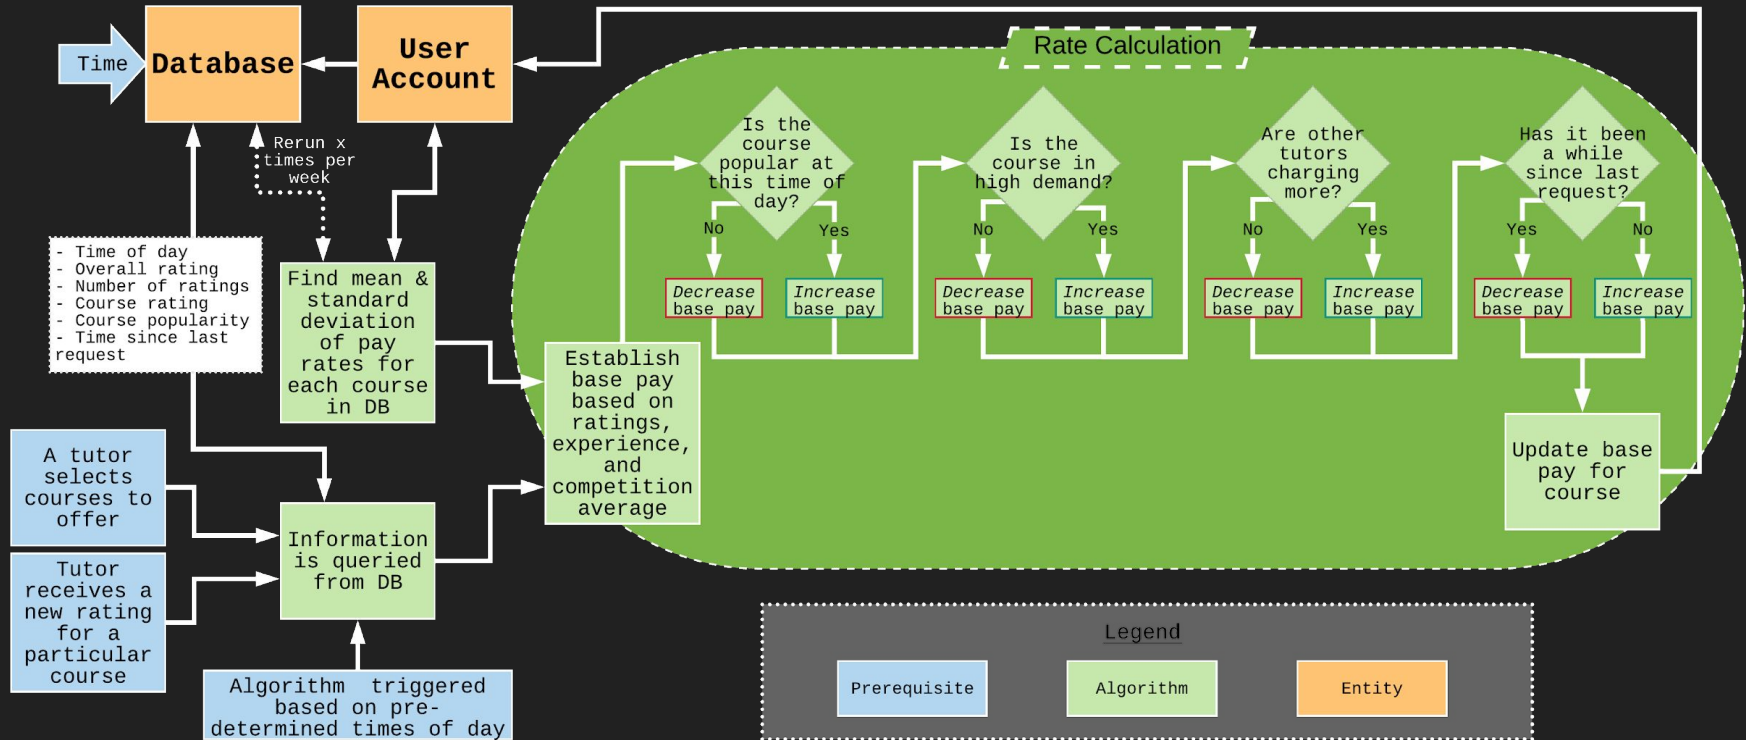 Time
Database
User
Account
Rate Calculation
Rerun x
times per
week
- Time of day
- Overall rating
- Number of ratings
- Course rating
- Course popularity
- Time since last
request
Find mean &
standard
deviation
of pay
rates for
each course
in DB
Is the
course
popular at
this time of
day?
No
Yes
Decrease
base pay
Increase
base pay
Is the
course in
high demand?
No
Yes
Decrease
base pay
Increase
base pay
Are other
tutors
charging
more?
No
Yes
Decrease
base pay
Increase
base pay
Has it been
a while
since last
request?
Yes
No
Decrease
base pay
Increase
base pay
Establish
base pay
based on
ratings,
experience,
and
competition
average
Update base
pay for
course
A tutor
selects
courses to
offer
Tutor
receives a
new rating
for a
particular
course
Information
is queried
from DB
Algorithm triggered
based on pre-
determined times of day
Legend
Prerequisite
Algorithm
Entity